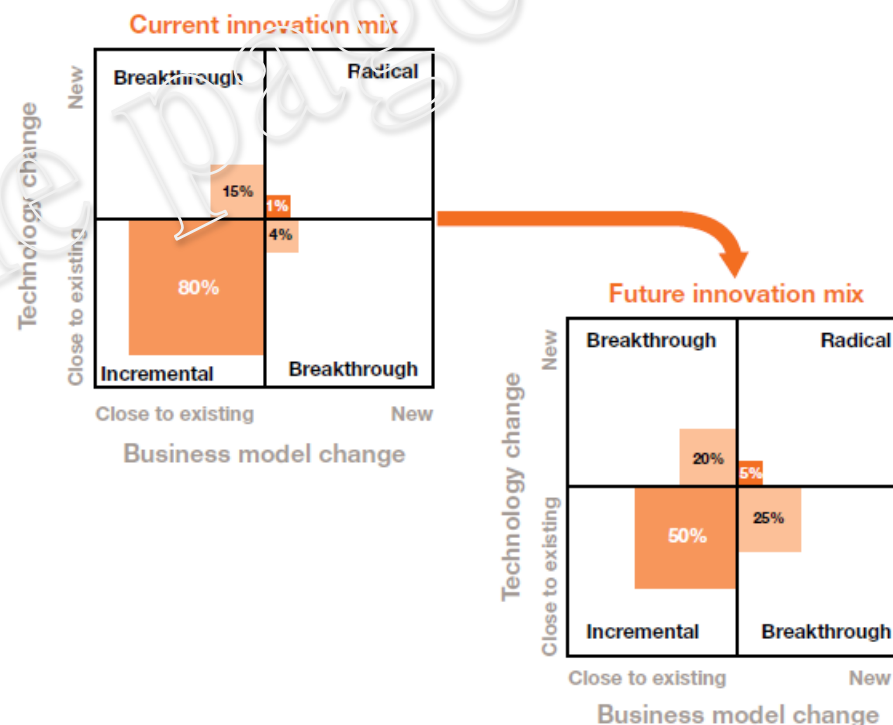 Current innovation mix
Breakthrough
Radical
New
Technology change
Close to existing
15%
1%
4%
80%
Incremental
Breakthrough
Close to existing
New
Business model change
Future innovation mix
Breakthrough
Radical
New
Technology change
Close to existing
20%
5%
50%
25%
Incremental
Breakthrough
Close to existing
New
Business model change